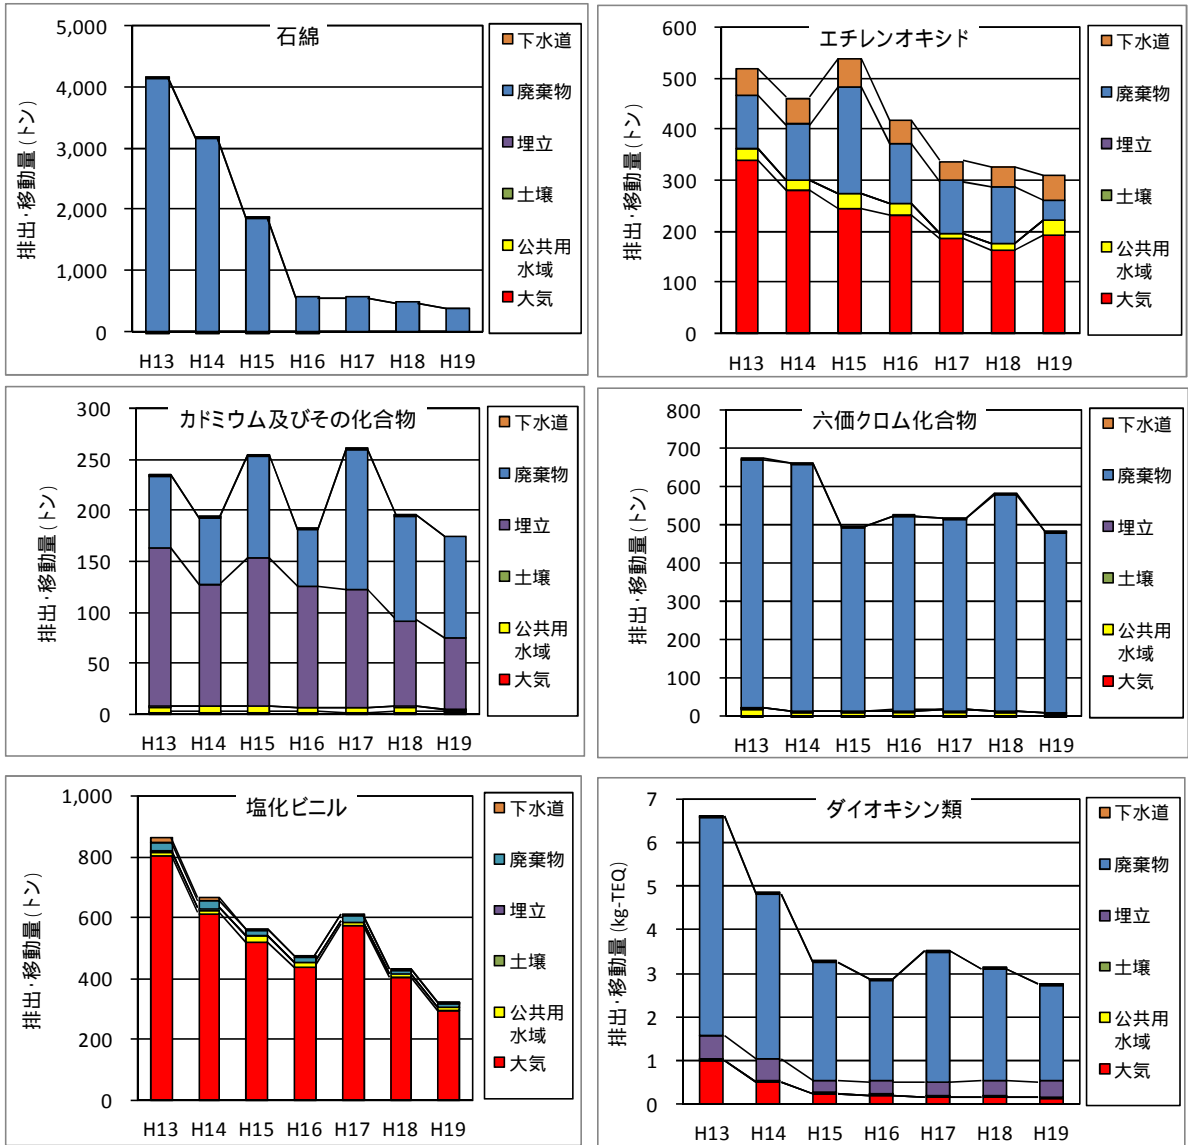 石綿
排出・移動量(トン)
5,000
4,000
3,000
2,000
1,000
0
H13 H14 H15 H16 H17 H18 H19
下水道
廃棄物
埋立
土壌
公共用
水域
大気
エチレンオキシド
排出・移動量(トン)
600
500
400
300
200
100
0
H13 H14 H15 H16 H17 H18 H19
下水道
廃棄物
埋立
土壌
公共用
水域
大気
カドミウム及びその化合物
排出・移動量(トン)
300
250
200
150
100
50
0
H13 H14 H15 H16 H17 H18 H19
下水道
廃棄物
埋立
土壌
公共用
水域
大気
六価クロム化合物
排出・移動量(トン)
800
700
600
500
400
300
200
100
0
H13 H14 H15 H16 H17 H18 H19
下水道
廃棄物
埋立
土壌
公共用
水域
大気
塩化ビニル
排出・移動量(トン)
1,000
800
600
400
200
0
H13 H14 H15 H16 H17 H18 H19
下水道
廃棄物
埋立
土壌
公共用
水域
大気
ダイオキシン類
排出・移動量(kg-TEQ)
7
6
5
4
3
2
1
0
H13 H14 H15 H16 H17 H18 H19
下水道
廃棄物
埋立
土壌
公共用
水域
大気